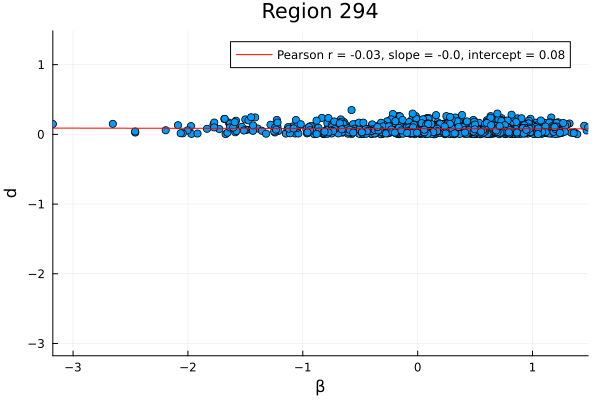 Region 294
Pearson r = -0.03, slope = -0.0, intercept = 0.08
1
0
−1
−2
−3
d
−3 −2 −1 0 1
β